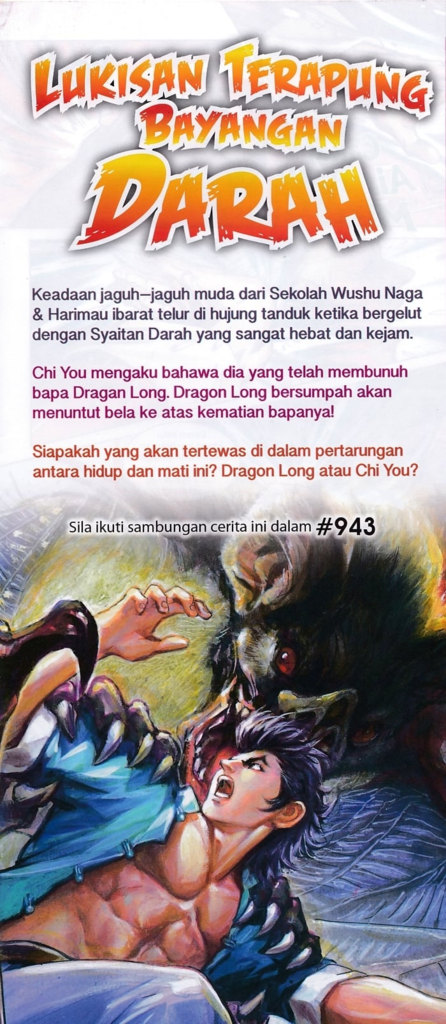 LUKISAN TERAPUNG
BAYANGAN
DARAH
Keadaan jaguh–jaguh muda dari Sekolah Wushu Naga
& Harimau ibarat telur di hujung tanduk ketika bergelut
dengan Syaitan Darah yang sangat hebat dan kejam.
Chi You mengaku bahawa dia yang telah membunuh
bapa Dragan Long. Dragon Long bersumpah akan
menuntut bela ke atas kematian bapanya!
Siapakah yang akan tertewas di dalam pertarungan
antara hidup dan mati ini? Dragon Long atau Chi You?
Sila ikuti sambungan cerita ini dalam #943